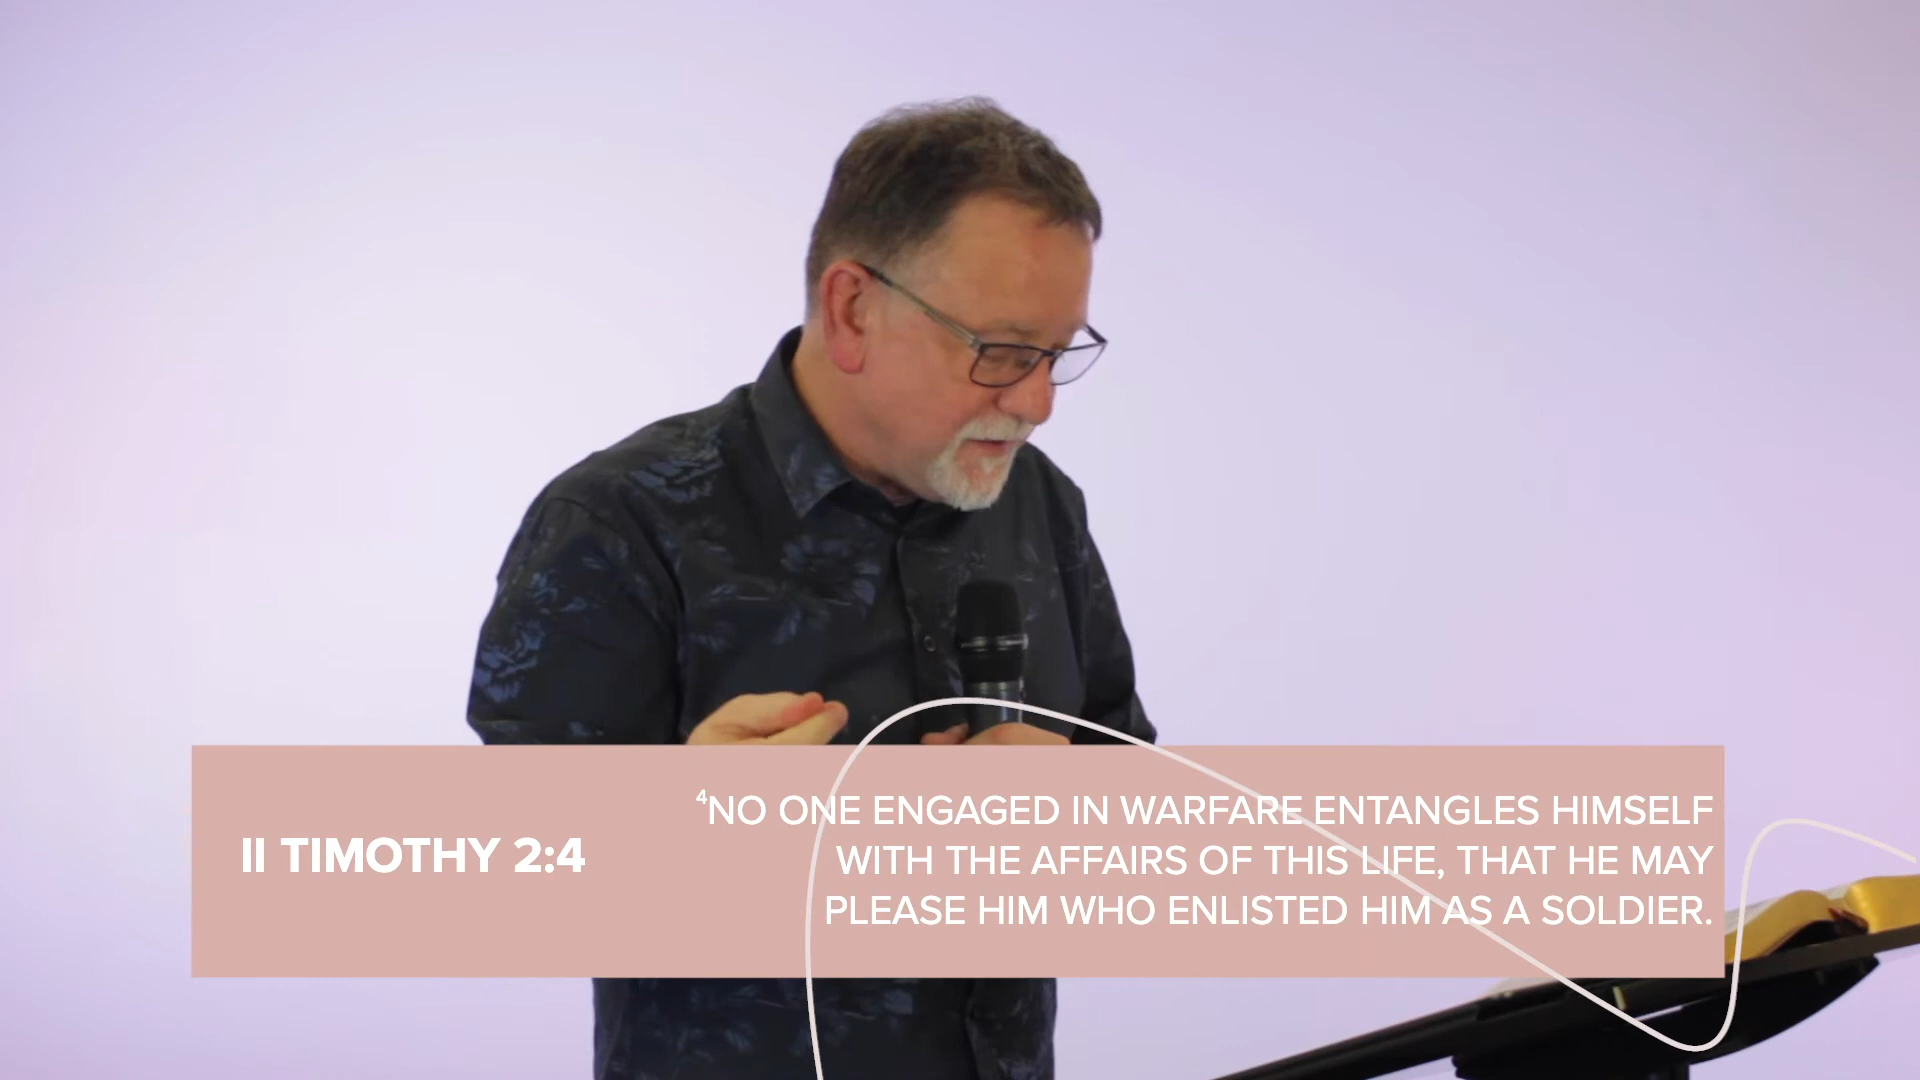 II TIMOTHY 2:4
⁴NO ONE ENGAGED IN WARFARE ENTANGLES HIMSELF
WITH THE AFFAIRS OF THIS LIFE, THAT HE MAY
PLEASE HIM WHO ENLISTED HIM AS A SOLDIER.